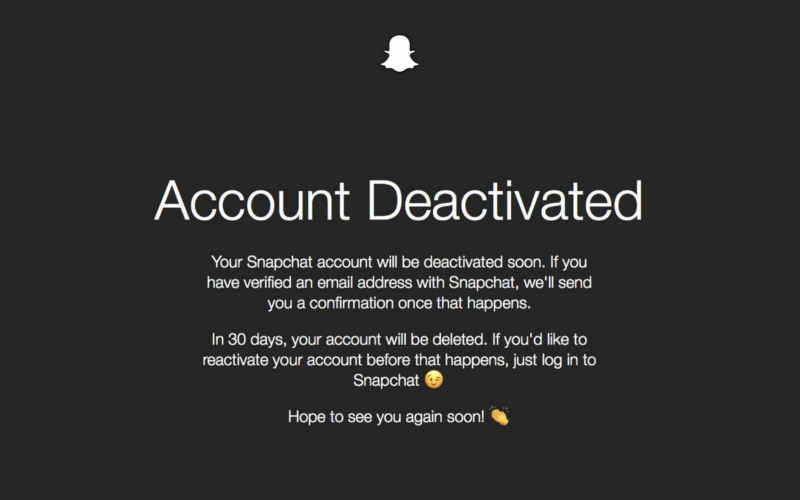 Account Deactivated
Your Snapchat account will be deactivated soon. If you
have verified an email address with Snapchat, we'll send
you a confirmation once that happens.
In 30 days, your account will be deleted. If you'd like to
reactivate your account before that happens, just log in to
Snapchat 😉
Hope to see you again soon! 👏